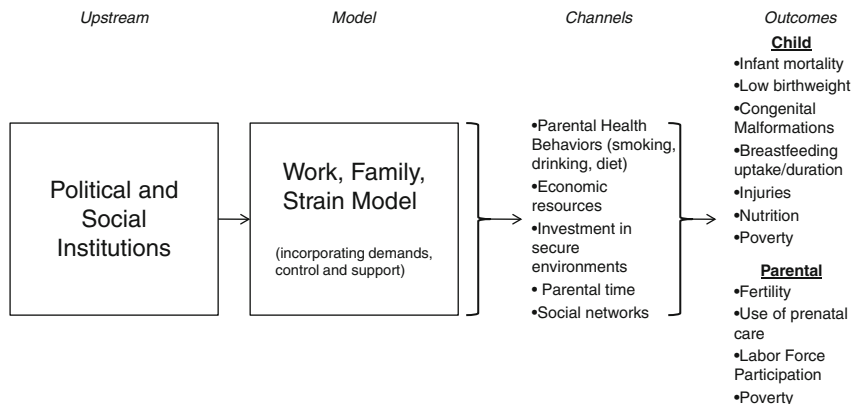 Upstream
Model
Channels
Outcomes
Political and
Social
Institutions
Work, Family,
Strain Model
(incorporating demands,
control and support)
•Parental Health
Behaviors (smoking,
drinking, diet)
•Economic
resources
•Investment in
secure
environments
• Parental time
•Social networks
Child
•Infant mortality
•Low birthweight
•Congenital
Malformations
•Breastfeeding
uptake/duration
•Injuries
•Nutrition
•Poverty
Parental
•Fertility
•Use of prenatal
care
•Labor Force
Participation
•Poverty